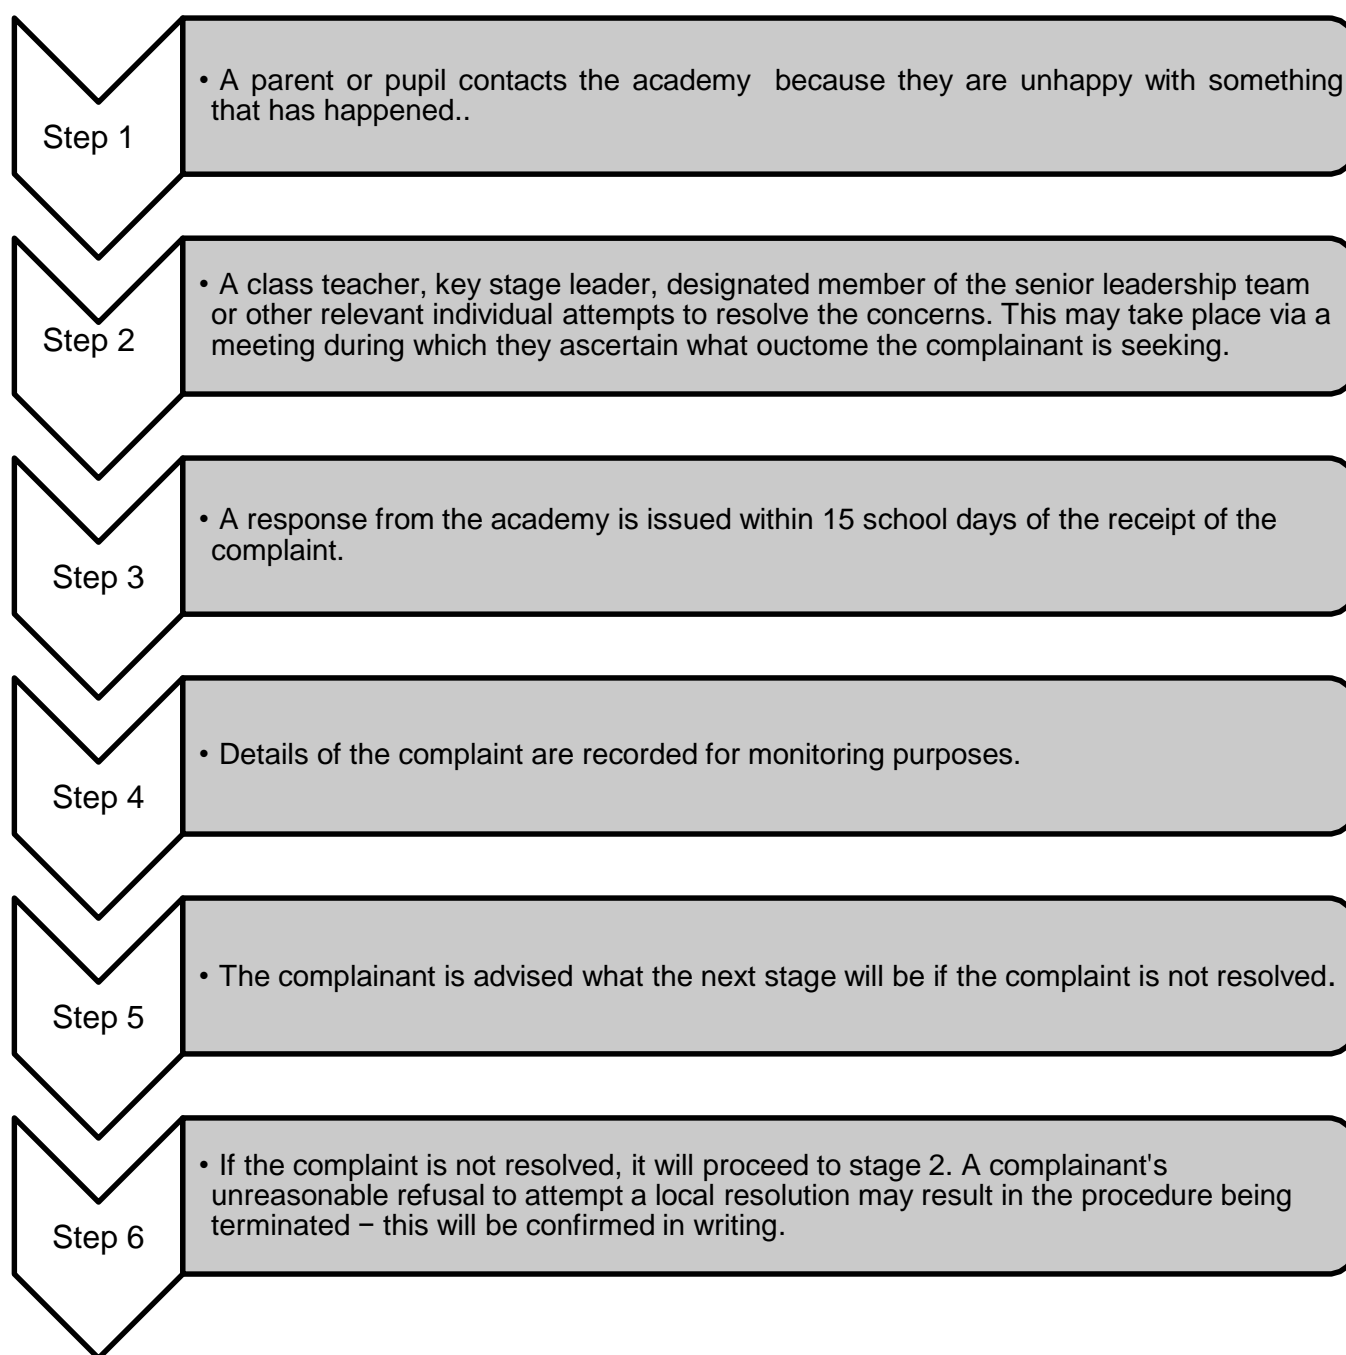 Step 1
• A parent or pupil contacts the academy because they are unhappy with something
that has happened..
Step 2
• A class teacher, key stage leader, designated member of the senior leadership team
or other relevant individual attempts to resolve the concerns. This may take place via a
meeting during which they ascertain what ouctome the complainant is seeking.
Step 3
• A response from the academy is issued within 15 school days of the receipt of the
complaint.
Step 4
• Details of the complaint are recorded for monitoring purposes.
Step 5
• The complainant is advised what the next stage will be if the complaint is not resolved.
Step 6
• If the complaint is not resolved, it will proceed to stage 2. A complainant's
unreasonable refusal to attempt a local resolution may result in the procedure being
terminated − this will be confirmed in writing.